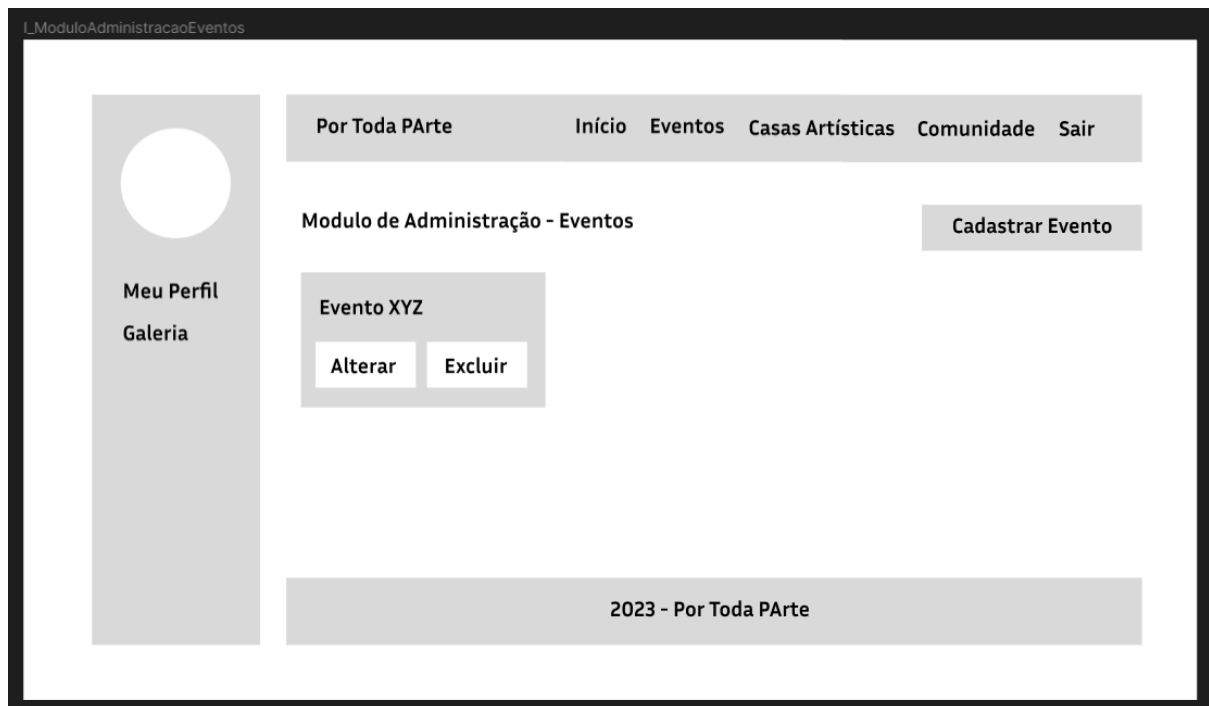 I_ModuloAdministracaoEventos
Por Toda PArte Início Eventos Casas Artísticas Comunidade Sair
Modulo de Administração - Eventos
Cadastrar Evento
Meu Perfil
Galeria
Evento XYZ
Alterar Excluir
2023 - Por Toda PArte